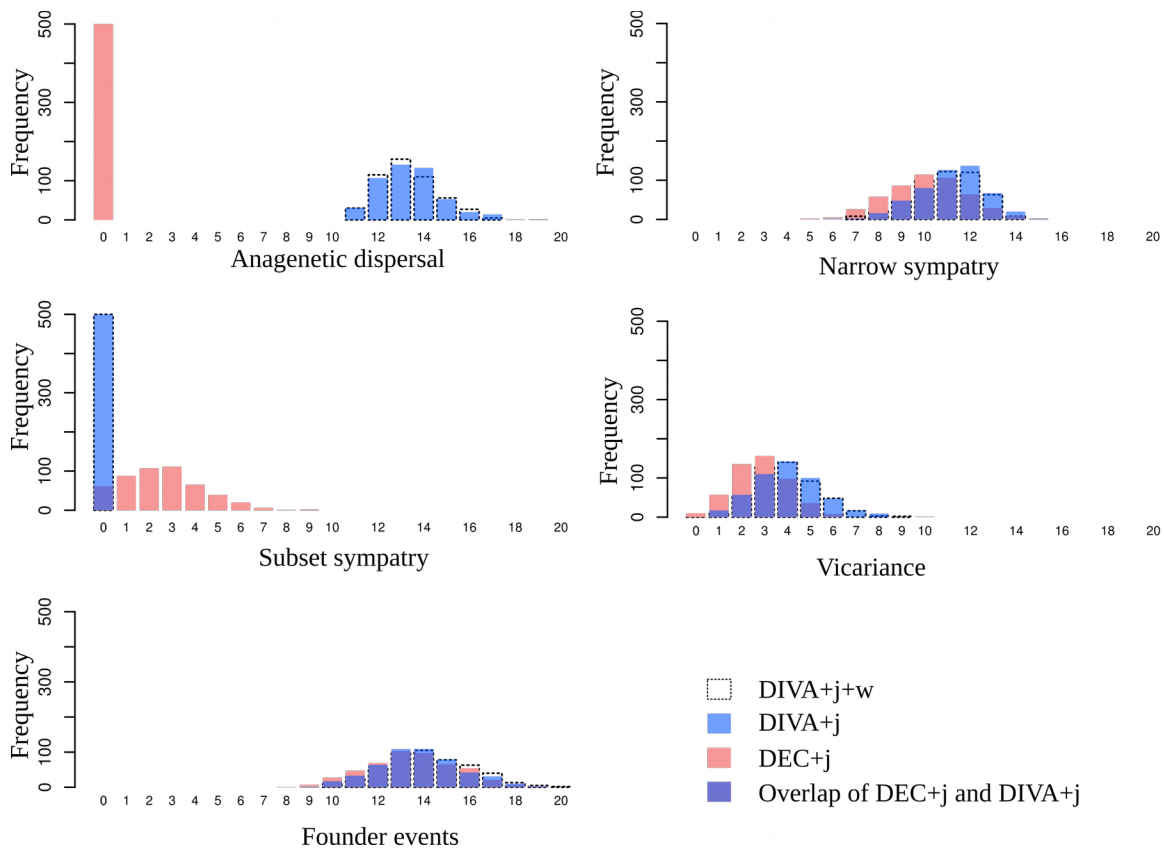 Frequency
500
300
100
0
0 1 2 3 4 5 6 7 8 9 10 12 14 16 18 20
Anagenetic dispersal
Frequency
500
300
100
0
0 1 2 3 4 5 6 7 8 9 10 12 14 16 18 20
Narrow sympatry
Frequency
500
300
100
0
0 1 2 3 4 5 6 7 8 9 10 12 14 16 18 20
Subset sympatry
Frequency
500
300
100
0
0 1 2 3 4 5 6 7 8 9 10 12 14 16 18 20
Vicariance
Frequency
500
300
100
0
0 1 2 3 4 5 6 7 8 9 10 12 14 16 18 20
Founder events
DIVA+j+w
DIVA+j
DEC+j
Overlap of DEC+j and DIVA+j